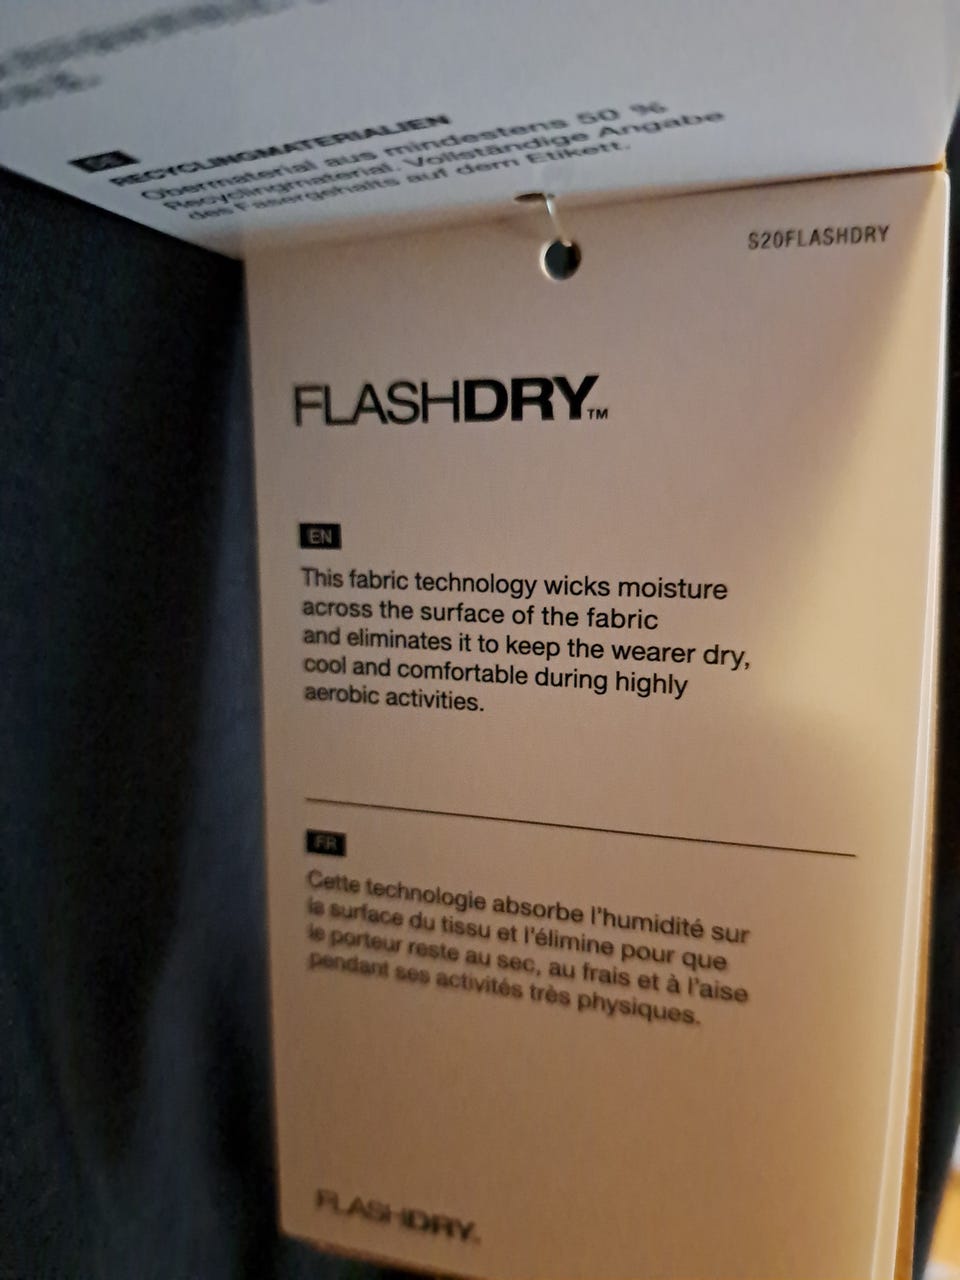 DE
RECYCLINGMATERIALIEN
Obermaterial aus mindestens 50 %
Recyclingmaterial. Vollständige Angabe
des Fasergehalts auf dem Etikett.
S20FLASHDRY
FLASHDRY™
EN
This fabric technology wicks moisture
across the surface of the fabric
and eliminates it to keep the wearer dry,
cool and comfortable during highly
aerobic activities.
FR
Cette technologie absorbe l'humidité sur
la surface du tissu et l'élimine pour que
le porteur reste au sec, au frais et à l'aise
pendant ses activités très physiques.
FLASHDRY™